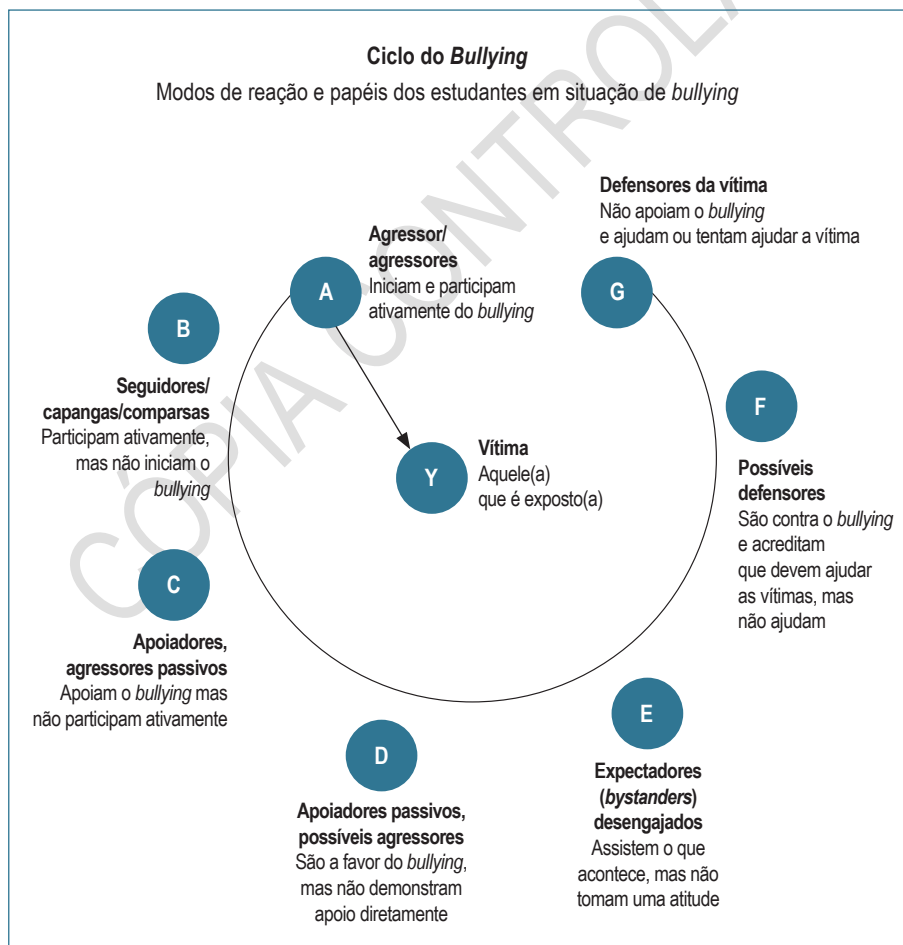 Ciclo do Bullying
Modos de reação e papéis dos estudantes em situação de bullying
A
Agressor/
agressores
Iniciam e participam
ativamente do bullying
G
Defensores da vítima
Não apoiam o bullying
e ajudam ou tentam ajudar a vítima
B
Seguidores/
capangas/comparsas
Participam ativamente,
mas não iniciam o
bullying
Y
Vítima
Aquele(a)
que é exposto(a)
F
Possíveis
defensores
São contra o bullying
e acreditam
que devem ajudar
as vítimas, mas
não ajudam
C
Apoiadores,
agressores passivos
Apoiam o bullying mas
não participam ativamente
D
Apoiadores passivos,
possíveis agressores
São a favor do bullying,
mas não demonstram
apoio diretamente
E
Expectadores
(bystanders)
desengajados
Assistem o que
acontece, mas não
tomam uma atitude
CÓPIA CONTROLA